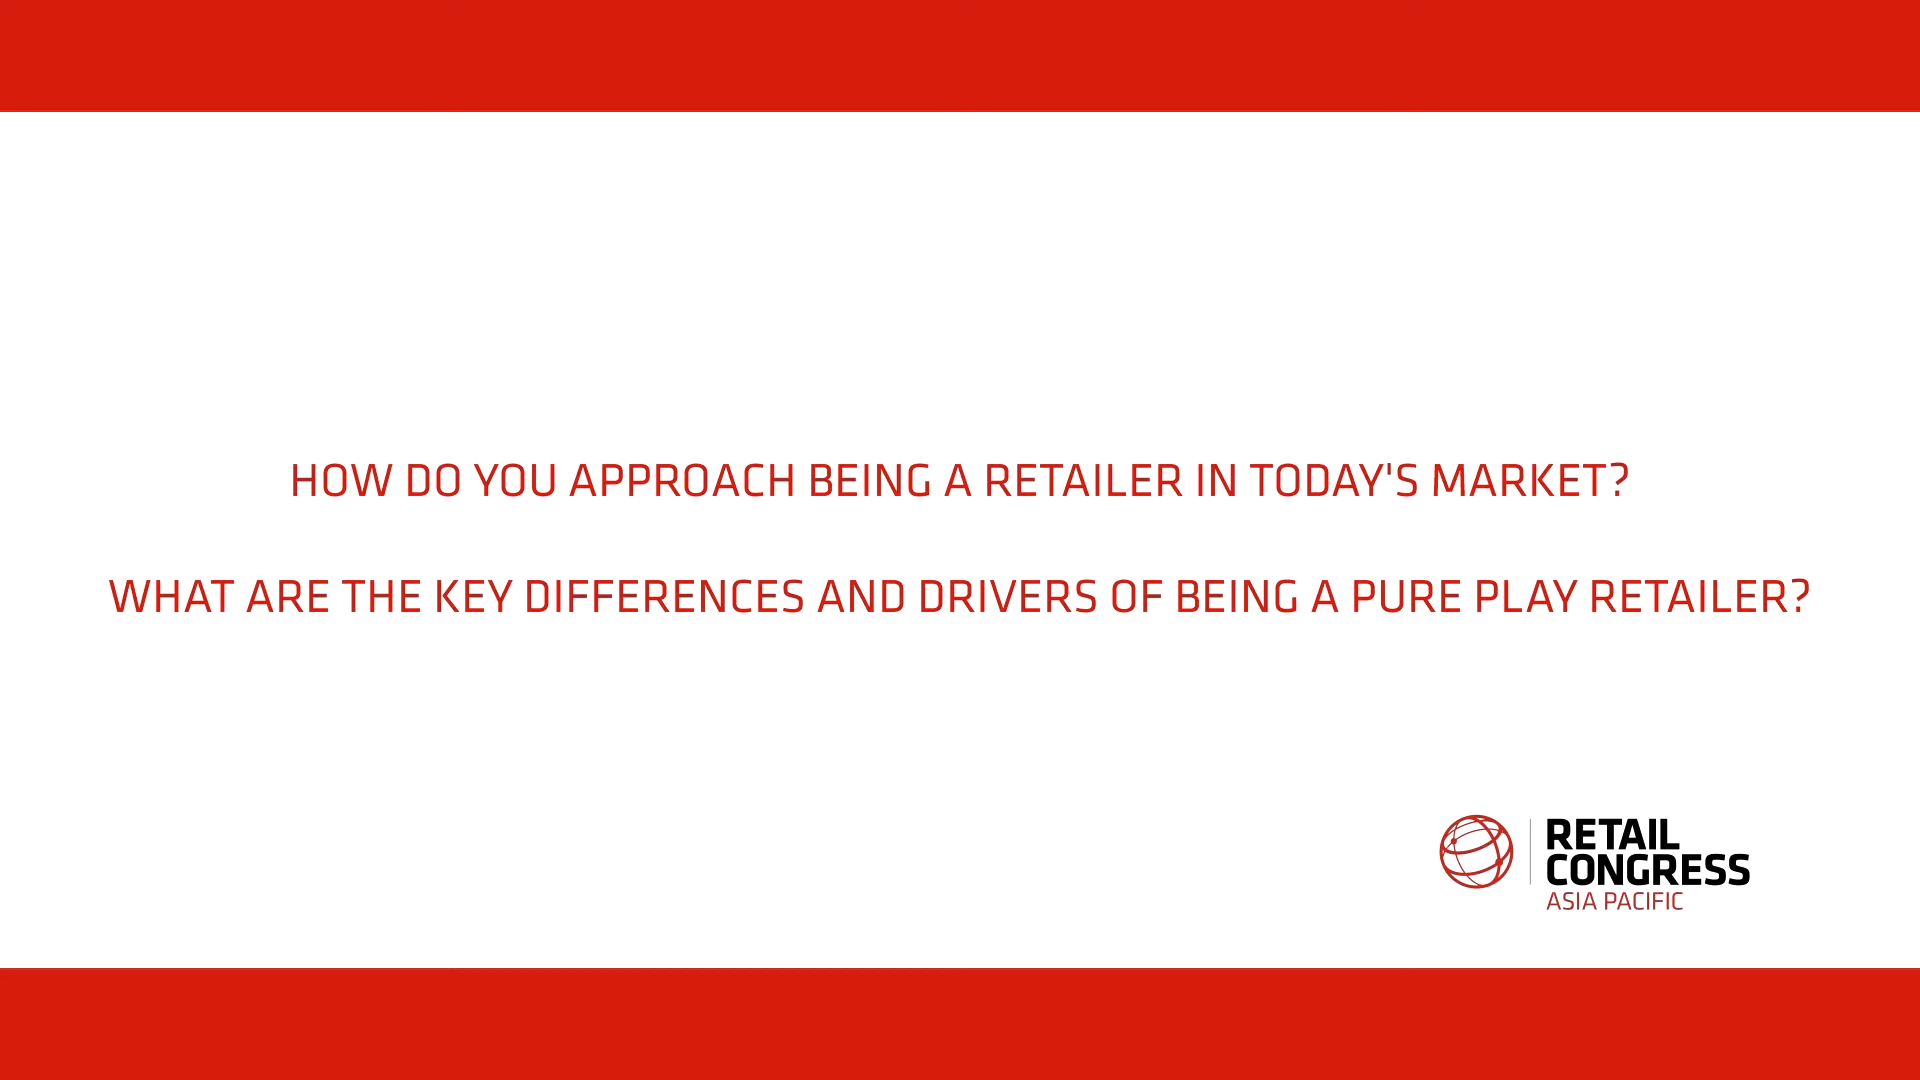 HOW DO YOU APPROACH BEING A RETAILER IN TODAY'S MARKET?
WHAT ARE THE KEY DIFFERENCES AND DRIVERS OF BEING A PURE PLAY RETAILER?
RETAIL
CONGRESS
ASIA PACIFIC